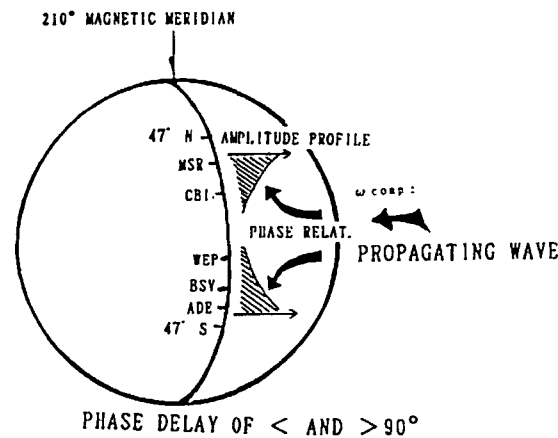 210° MAGNETIC MERIDIAN
47° N
AMPLITUDE PROFILE
MSR
CBI.
ω comp:
PHASE RELAT.
PROPAGATING WAVE
WEP
BSV
ADE
47° S
PHASE DELAY OF < AND > 90°